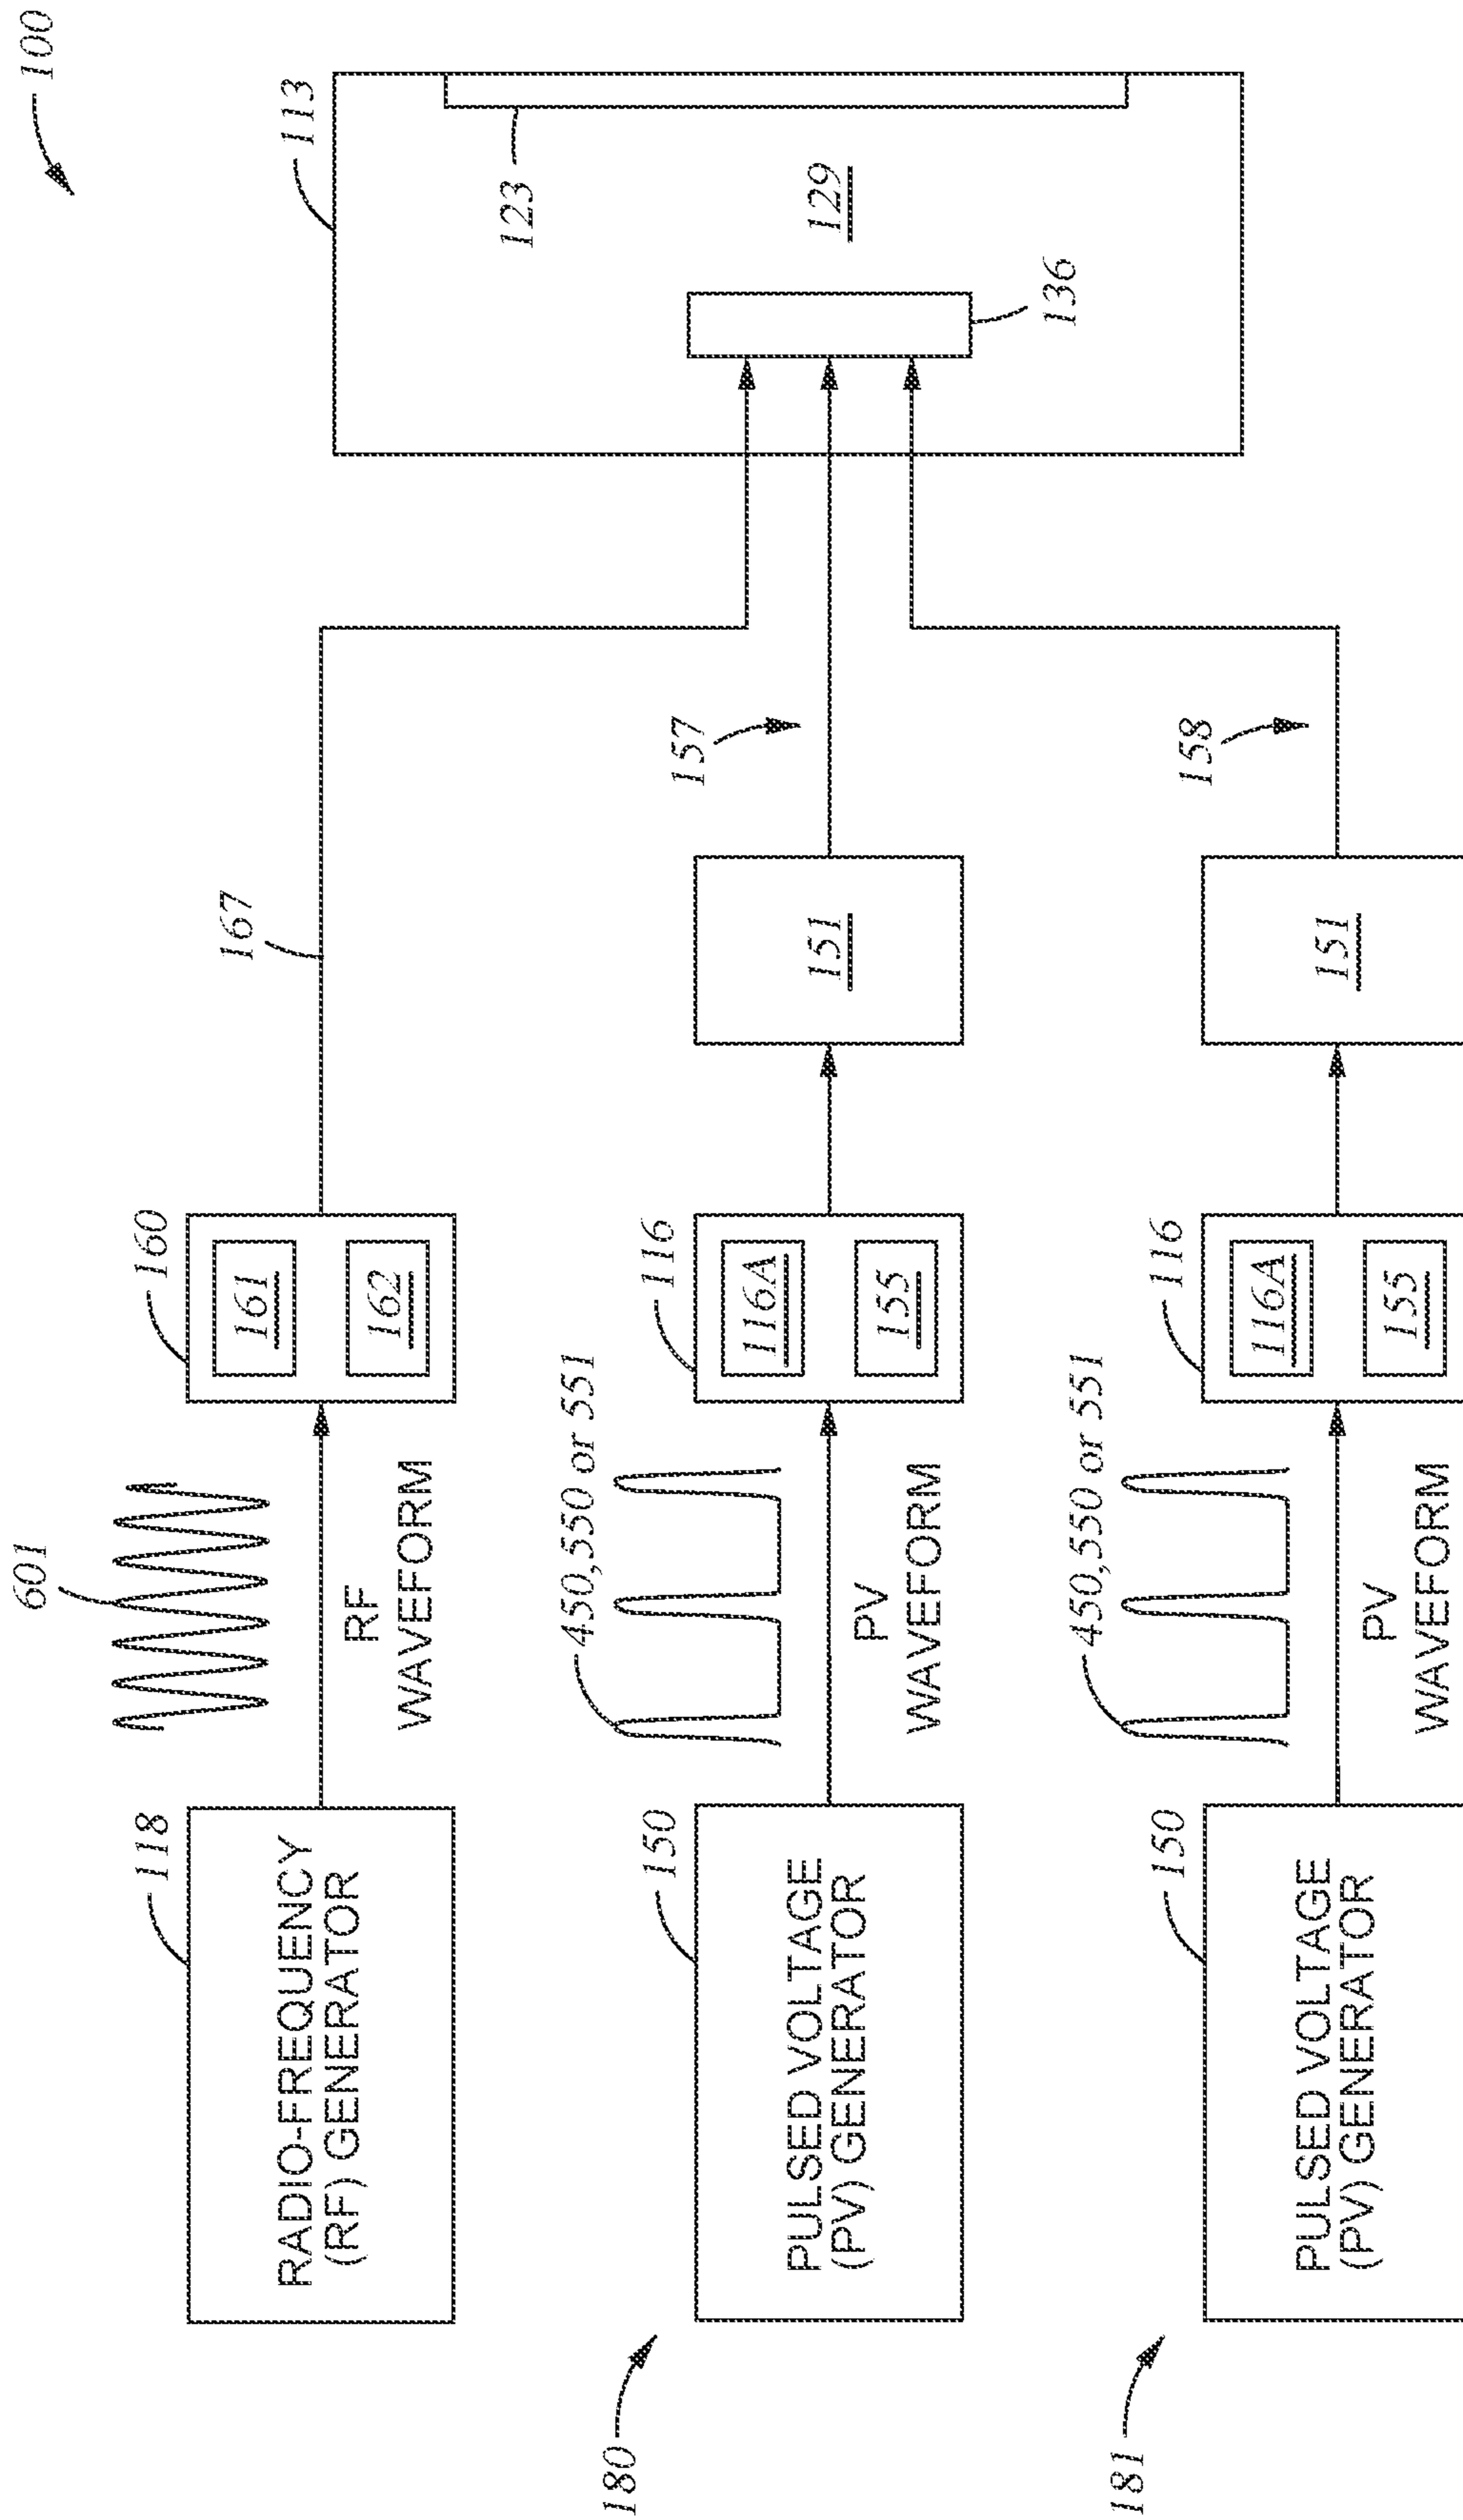 100
113
123
129
136
167
157
158
151
151
160
161
162
116
116A
155
116
116A
155
601
RF
WAVEFORM
450,550 or 551
PV
WAVEFORM
450,550 or 551
PV
WAVEFORM
118
RADIO-FREQUENCY
(RF) GENERATOR
150
PULSED VOLTAGE
(PV) GENERATOR
150
PULSED VOLTAGE
(PV) GENERATOR
180
181